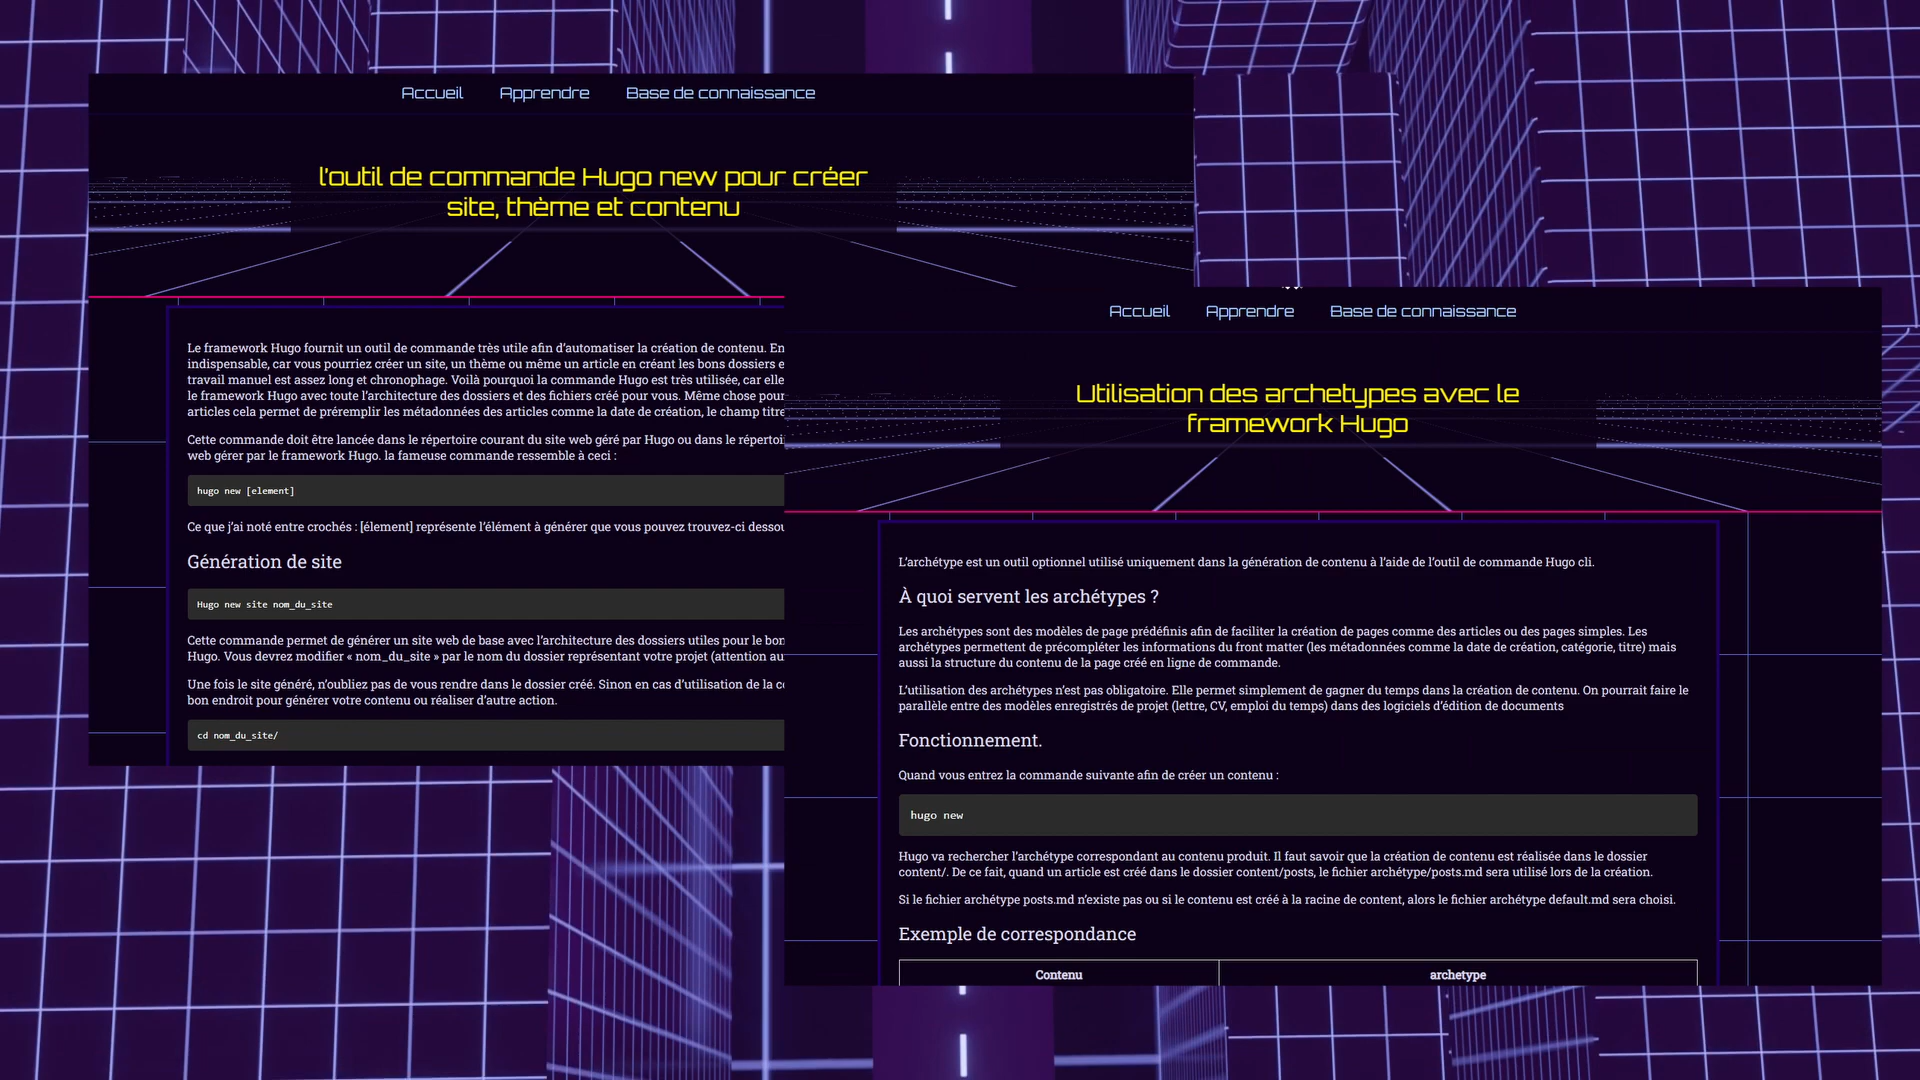 Accueil Apprendre Base de connaissance
l'outil de commande Hugo new pour créer
site, thème et contenu
Le framework Hugo fournit un outil de commande très utile afin d'automatiser la création de contenu. En
indispensable, car vous pourriez créer un site, un thème ou même un article en créant les bons dossiers e
travail manuel est assez long et chronophage. Voilà pourquoi la commande Hugo est très utilisée, car elle
le framework Hugo avec toute l'architecture des dossiers et des fichiers créé pour vous. Même chose pour
articles cela permet de préremplir les métadonnées des articles comme la date de création, le champ titre
Cette commande doit être lancée dans le répertoire courant du site web géré par Hugo ou dans le répertoi
web gérer par le framework Hugo. la fameuse commande ressemble à ceci :
hugo new [element]
Ce que j'ai noté entre crochés : [élement] représente l'élément à générer que vous pouvez trouvez-ci dessou
Génération de site
Hugo new site nom_du_site
Cette commande permet de générer un site web de base avec l'architecture des dossiers utiles pour le bon
Hugo. Vous devrez modifier « nom_du_site » par le nom du dossier représentant votre projet (attention au
Une fois le site généré, n'oubliez pas de vous rendre dans le dossier créé. Sinon en cas d'utilisation de la co
bon endroit pour générer votre contenu ou réaliser d'autre action.
cd nom_du_site/
Accueil Apprendre Base de connaissance
Utilisation des archetypes avec le
framework Hugo
L'archétype est un outil optionnel utilisé uniquement dans la génération de contenu à l'aide de l'outil de commande Hugo cli.
À quoi servent les archétypes ?
Les archétypes sont des modèles de page prédéfinis afin de faciliter la création de pages comme des articles ou des pages simples. Les
archétypes permettent de précompléter les informations du front matter (les métadonnées comme la date de création, catégorie, titre) mais
aussi la structure du contenu de la page créé en ligne de commande.
L'utilisation des archétypes n'est pas obligatoire. Elle permet simplement de gagner du temps dans la création de contenu. On pourrait faire le
parallèle entre des modèles enregistrés de projet (lettre, CV, emploi du temps) dans des logiciels d'édition de documents
Fonctionnement.
Quand vous entrez la commande suivante afin de créer un contenu :
hugo new
Hugo va rechercher l'archétype correspondant au contenu produit. Il faut savoir que la création de contenu est réalisée dans le dossier
content/. De ce fait, quand un article est créé dans le dossier content/posts, le fichier archétype/posts.md sera utilisé lors de la création.
Si le fichier archétype posts.md n'existe pas ou si le contenu est créé à la racine de content, alors le fichier archétype default.md sera choisi.
Exemple de correspondance
Contenu archetype